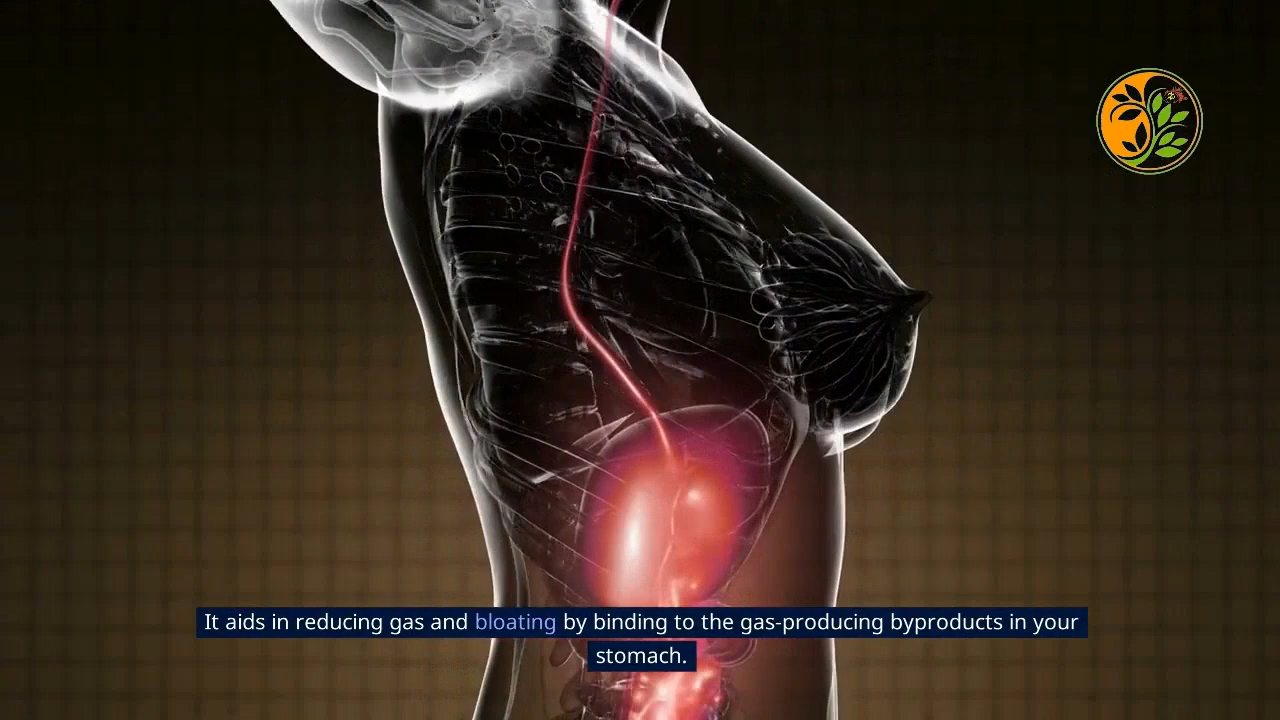 It aids in reducing gas and bloating by binding to the gas-producing byproducts in your
stomach.